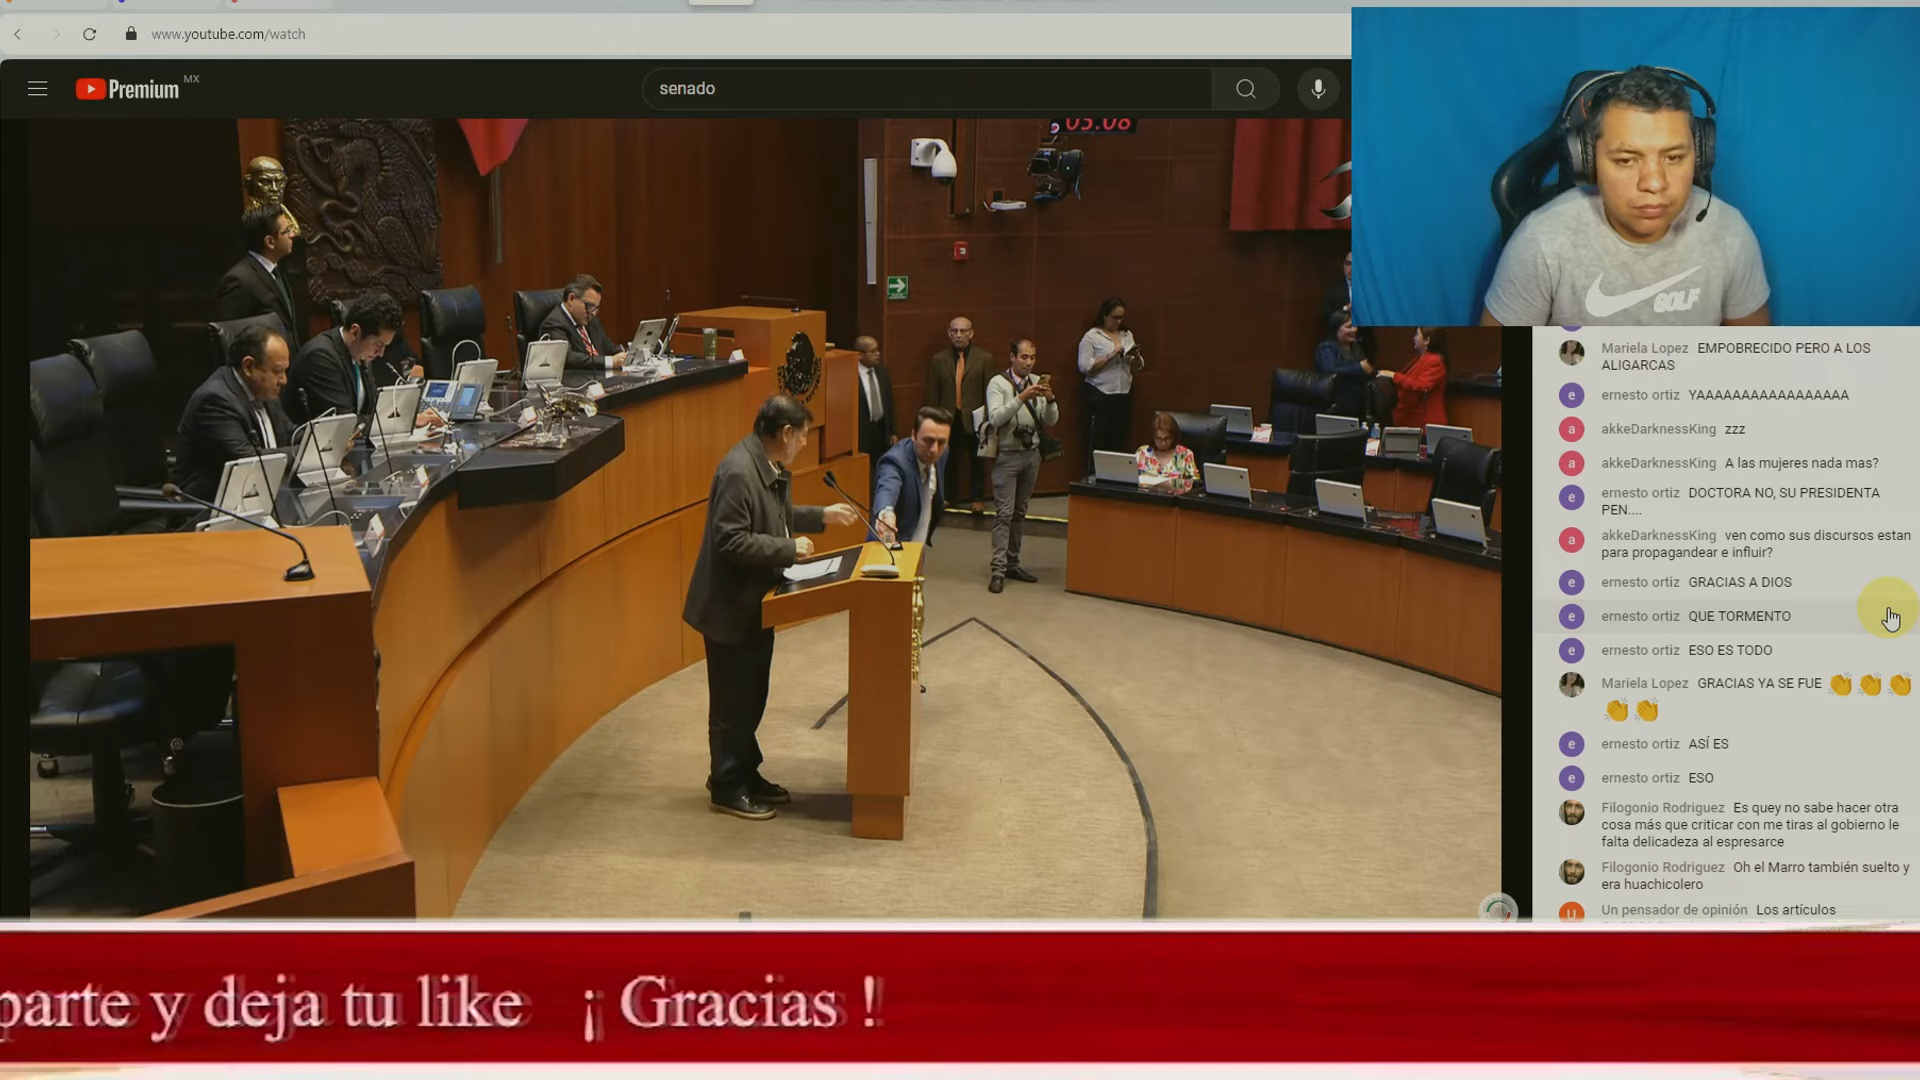 www.youtube.com/watch
Premium MX
senado
05:08
GOLF
Mariela Lopez EMPOBRECIDO PERO A LOS
ALIGARCAS
e ernesto ortiz YAAAAAAAAAAAAAAAAA
a akkeDarknessKing zzz
a akkeDarknessKing A las mujeres nada mas?
e ernesto ortiz DOCTORA NO, SU PRESIDENTA
PEN....
a akkeDarknessKing ven como sus discursos estan
para propagandear e influir?
e ernesto ortiz GRACIAS A DIOS
e ernesto ortiz QUE TORMENTO
e ernesto ortiz ESO ES TODO
Mariela Lopez GRACIAS YA SE FUE 👏👏👏
👏👏
e ernesto ortiz ASÍ ES
e ernesto ortiz ESO
Filogonio Rodriguez Es quey no sabe hacer otra
cosa más que criticar con me tiras al gobierno le
falta delicadeza al espresarce
Filogonio Rodriguez Oh el Marro también suelto y
era huachicolero
u Un pensador de opinión Los artículos
parte y deja tu like ¡ Gracias !